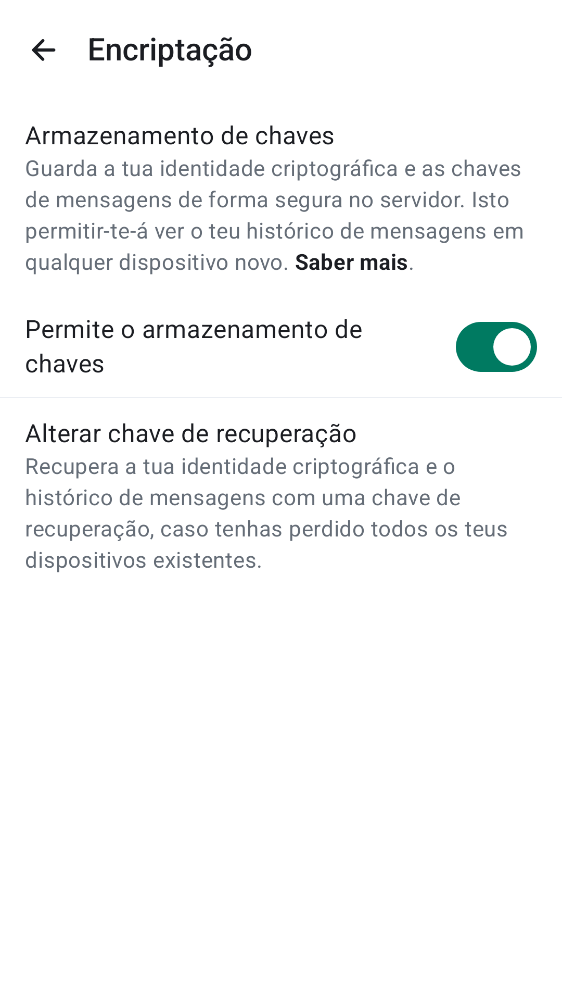 Encriptação
Armazenamento de chaves
Guarda a tua identidade criptográfica e as chaves
de mensagens de forma segura no servidor. Isto
permitir-te-á ver o teu histórico de mensagens em
qualquer dispositivo novo. Saber mais.
Permite o armazenamento de
chaves
Alterar chave de recuperação
Recupera a tua identidade criptográfica e o
histórico de mensagens com uma chave de
recuperação, caso tenhas perdido todos os teus
dispositivos existentes.